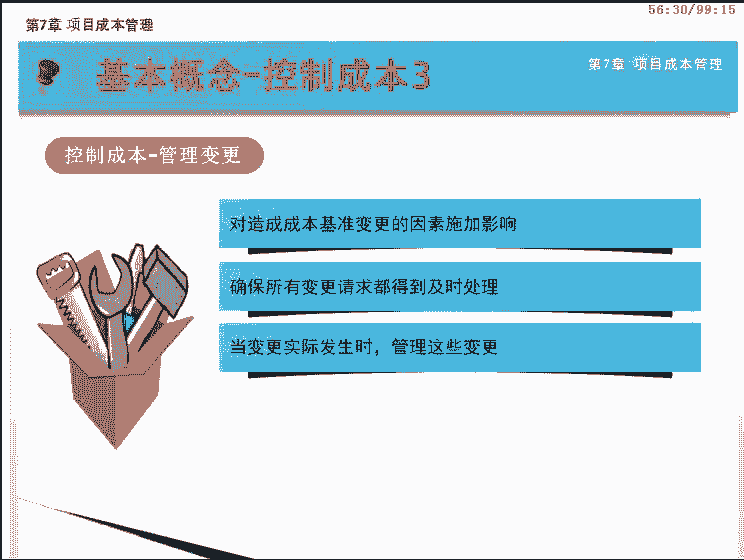 56:30/99:15
第7章 项目成本管理
基本概念-控制成本3
第7章 项目成本管理
控制成本-管理变更
对造成成本基准变更的因素施加影响
确保所有变更请求都得到及时处理
当变更实际发生时，管理这些变更